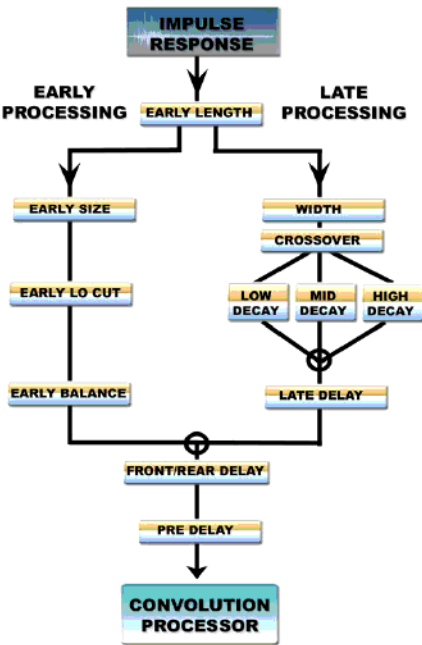 IMPULSE
RESPONSE
EARLY
PROCESSING
LATE
PROCESSING
EARLY LENGTH
EARLY SIZE
WIDTH
CROSSOVER
EARLY LO CUT
LOW
DECAY
MID
DECAY
HIGH
DECAY
EARLY BALANCE
LATE DELAY
FRONT/REAR DELAY
PRE DELAY
CONVOLUTION
PROCESSOR